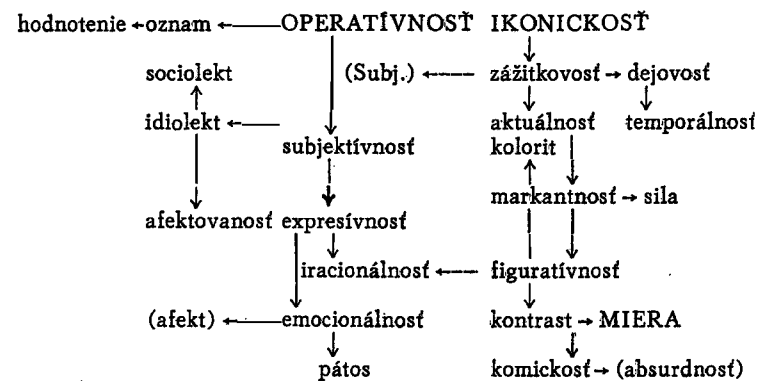 hodnotenie ←oznam ←——OPERATÍVNOSŤ IKONICKOSŤ
sociolekt (Subj.) ←—— zážitkovosť → dejovosť
idiolekt ←—— aktuálnosť temporálnosť
subjektívnosť kolorit
markantnosť → sila
afektovanosť expresívnosť
iracionálnosť ←—— figuratívnosť
(afekt) ←——emocionálnosť kontrast → MIERA
pátos komickosť → (absurdnosť)